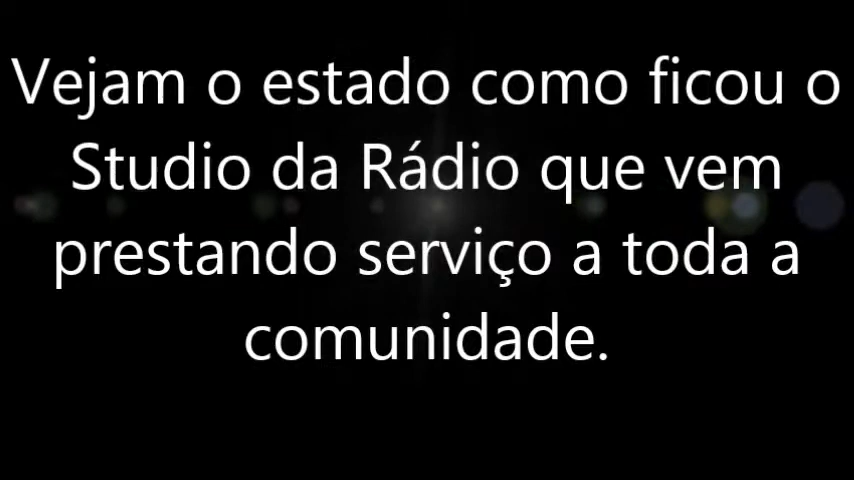 Vejam o estado como ficou o
Studio da Rádio que vem
prestando serviço a toda a
comunidade.